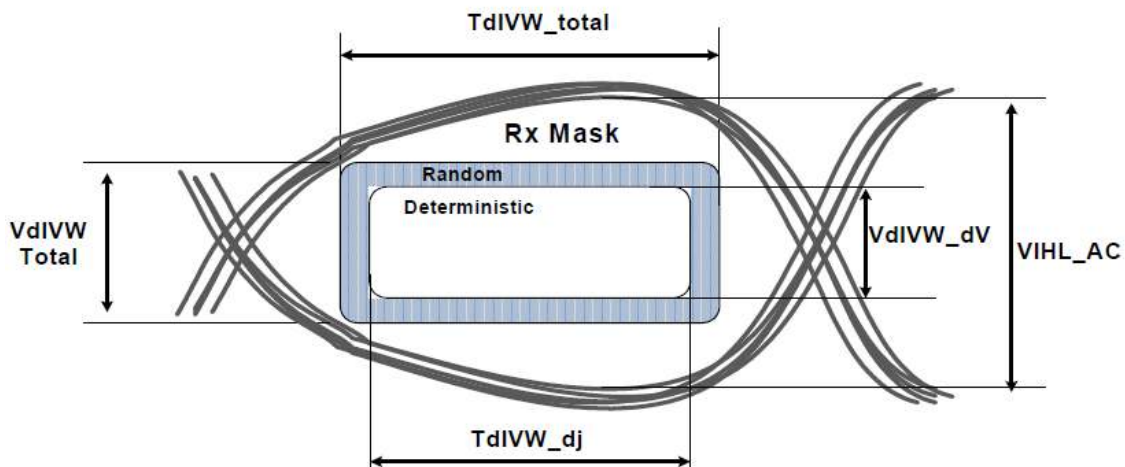 TdIVW_total
Rx Mask
Random
Deterministic
VdIVW
Total
VdIVW_dV
VIHL_AC
TdIVW_dj